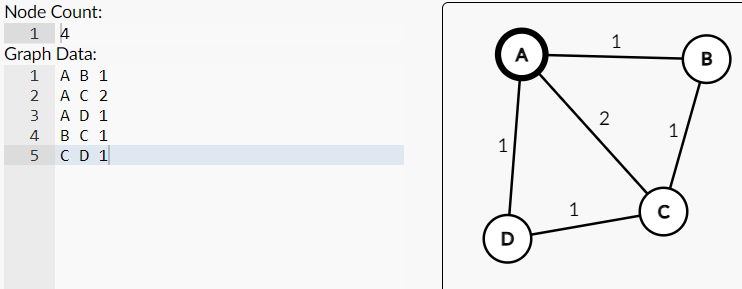 Node Count:
1 4
Graph Data:
1 A B 1
2 A C 2
3 A D 1
4 B C 1
5 C D 1
A
1
B
2
1
1
C
1
D